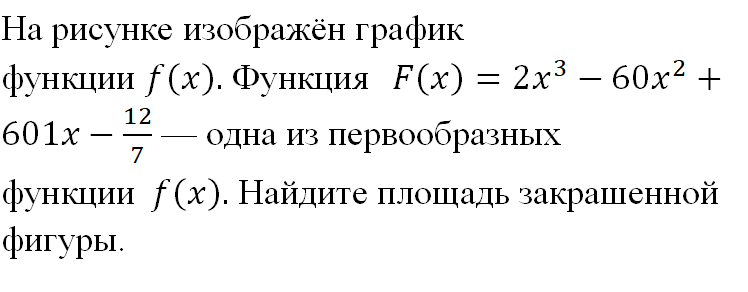 На рисунке изображён график
функции f(x). Функция F(x) = 2x³ − 60x² +
601x − 12/7 — одна из первообразных
функции f(x). Найдите площадь закрашенной
фигуры.